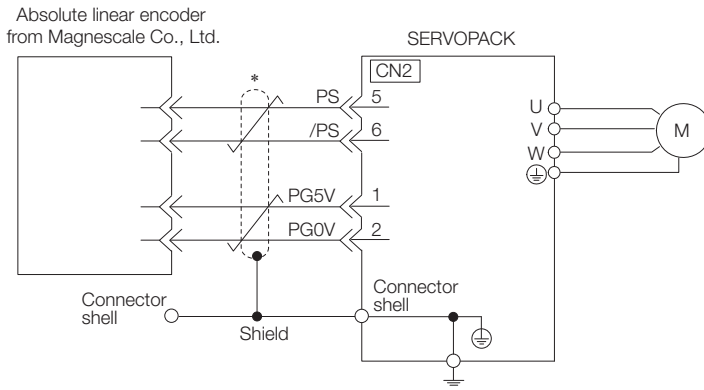 Absolute linear encoder
from Magnescale Co., Ltd.
SERVOPACK
CN2
*
PS 5
/PS 6
PG5V 1
PG0V 2
U
V
W
M
Connector
shell
Shield
Connector
shell